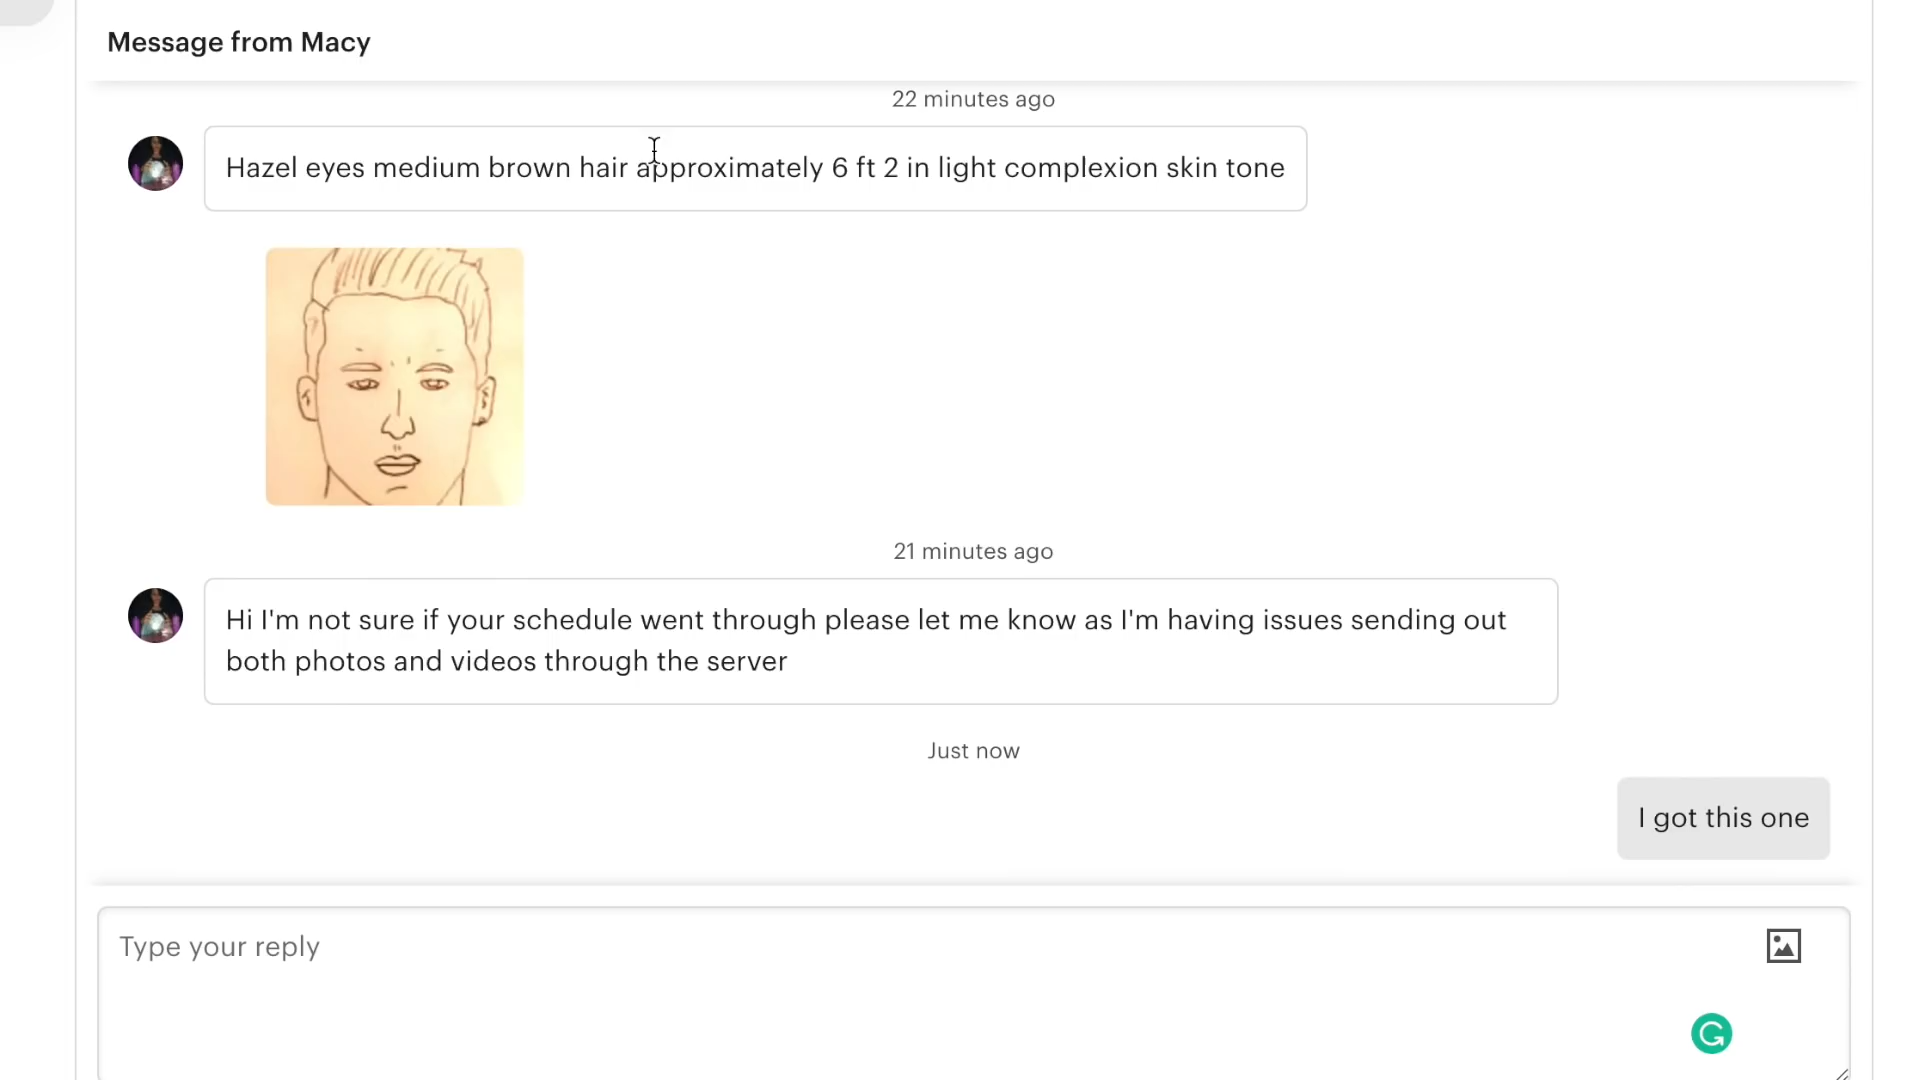 Message from Macy
22 minutes ago
Hazel eyes medium brown hair approximately 6 ft 2 in light complexion skin tone
21 minutes ago
Hi I'm not sure if your schedule went through please let me know as I'm having issues sending out
both photos and videos through the server
Just now
I got this one
Type your reply